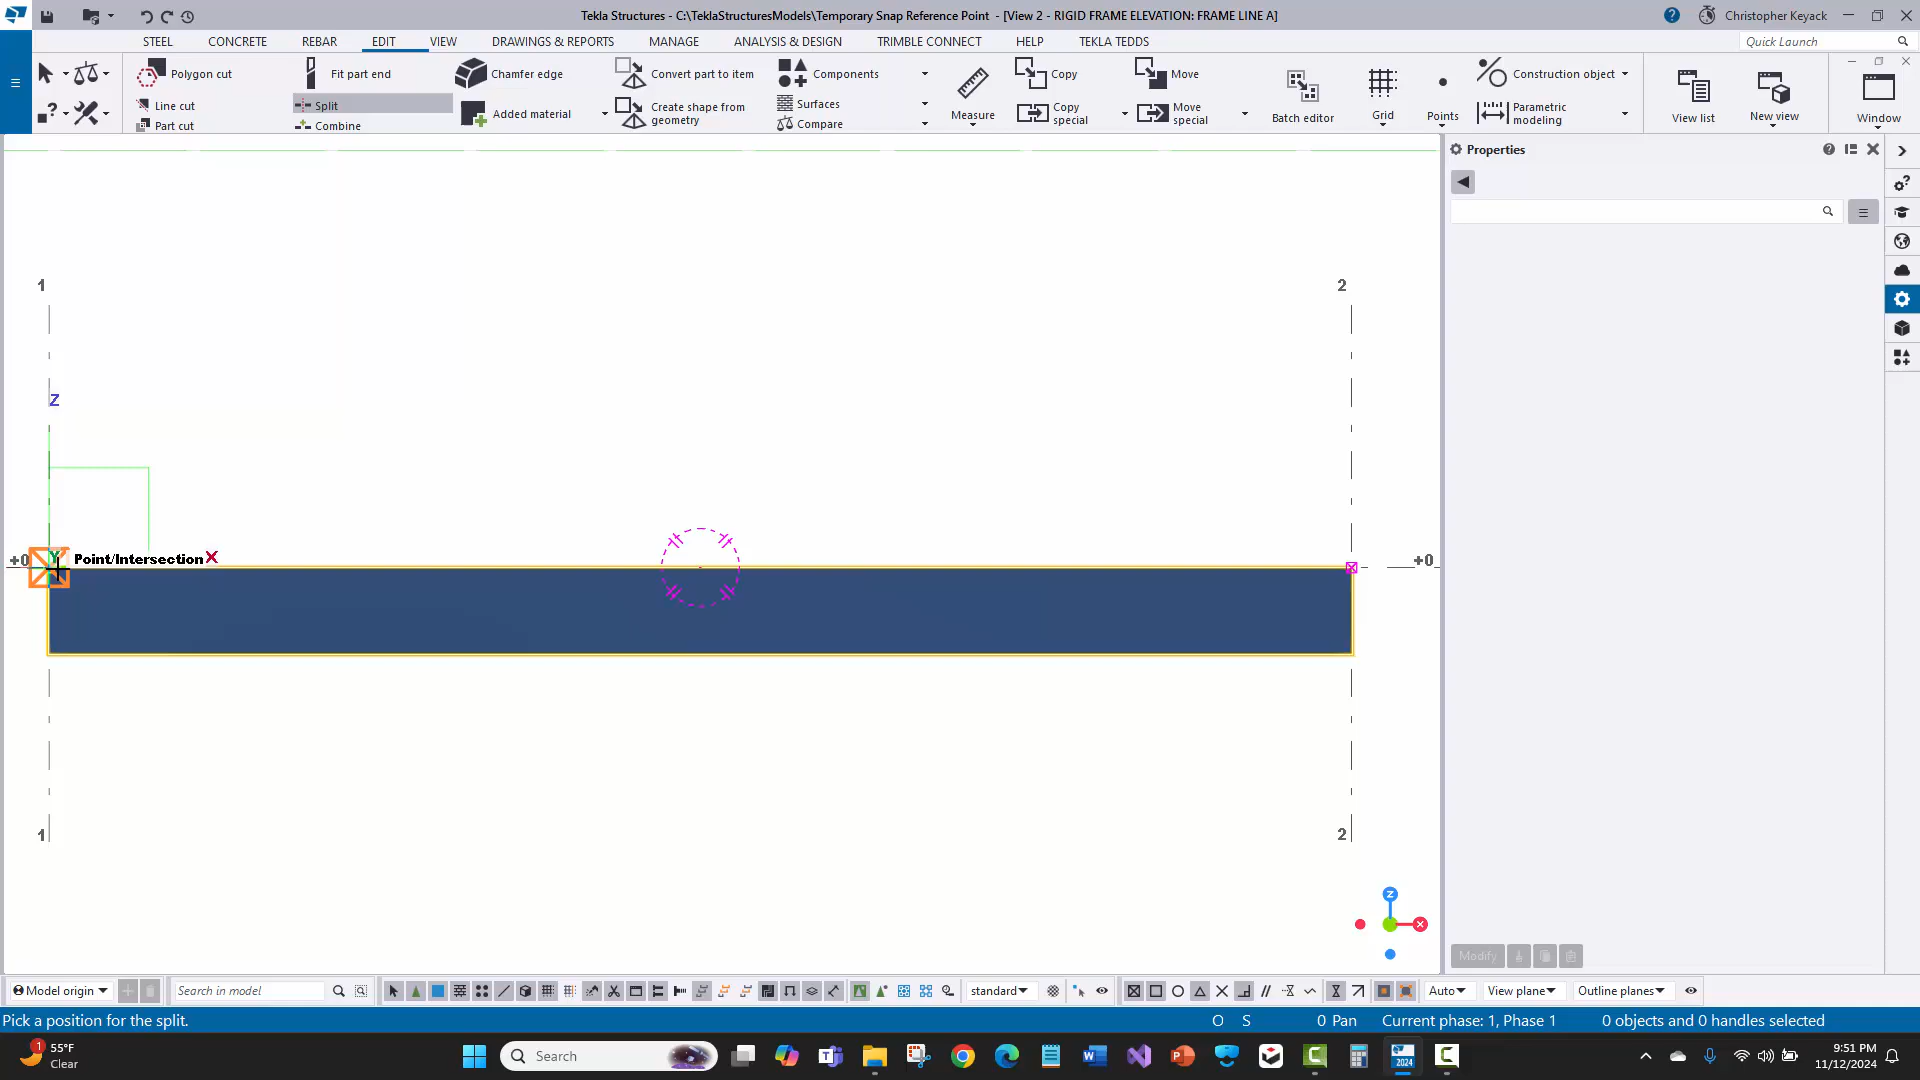 Tekla Structures - C:\TeklaStructuresModels\Temporary Snap Reference Point - [View 2 - RIGID FRAME ELEVATION: FRAME LINE A]
Christopher Keyack
STEEL CONCRETE REBAR EDIT VIEW DRAWINGS & REPORTS MANAGE ANALYSIS & DESIGN TRIMBLE CONNECT HELP TEKLA TEDDS
Quick Launch
Polygon cut
Line cut
Part cut
Fit part end
Split
Combine
Chamfer edge
Added material
Convert part to item
Create shape from
geometry
Components
Surfaces
Compare
Measure
Copy
Copy
special
Move
Move
special
Batch editor
Grid
Points
Construction object
Parametric
modeling
View list
New view
Window
Properties
1
2
Z
+0
Y
Point/Intersection
+0
1
2
Z
X
Modify
Model origin
Search in model
standard
Auto
View plane
Outline planes
Pick a position for the split.
O S 0 Pan Current phase: 1, Phase 1 0 objects and 0 handles selected
1
55°F
Clear
Search
2024
9:51 PM
11/12/2024